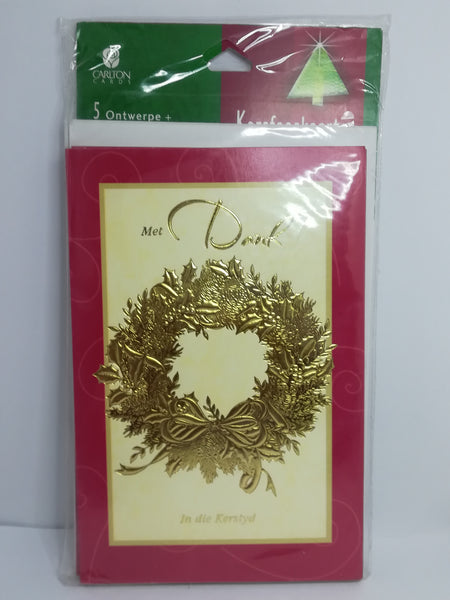 CARLTON
CARDS
5 Ontwerpe +
Met Dank
In die Kerstyd